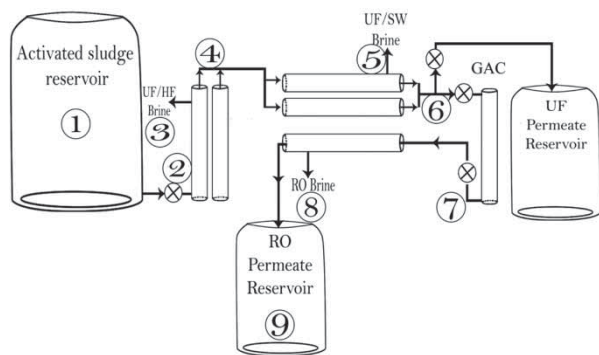 Activated sludge
reservoir
1
2
UF/HF
Brine
3
4
UF/SW
Brine
5
6
GAC
UF
Permeate
Reservoir
7
RO Brine
8
RO
Permeate
Reservoir
9